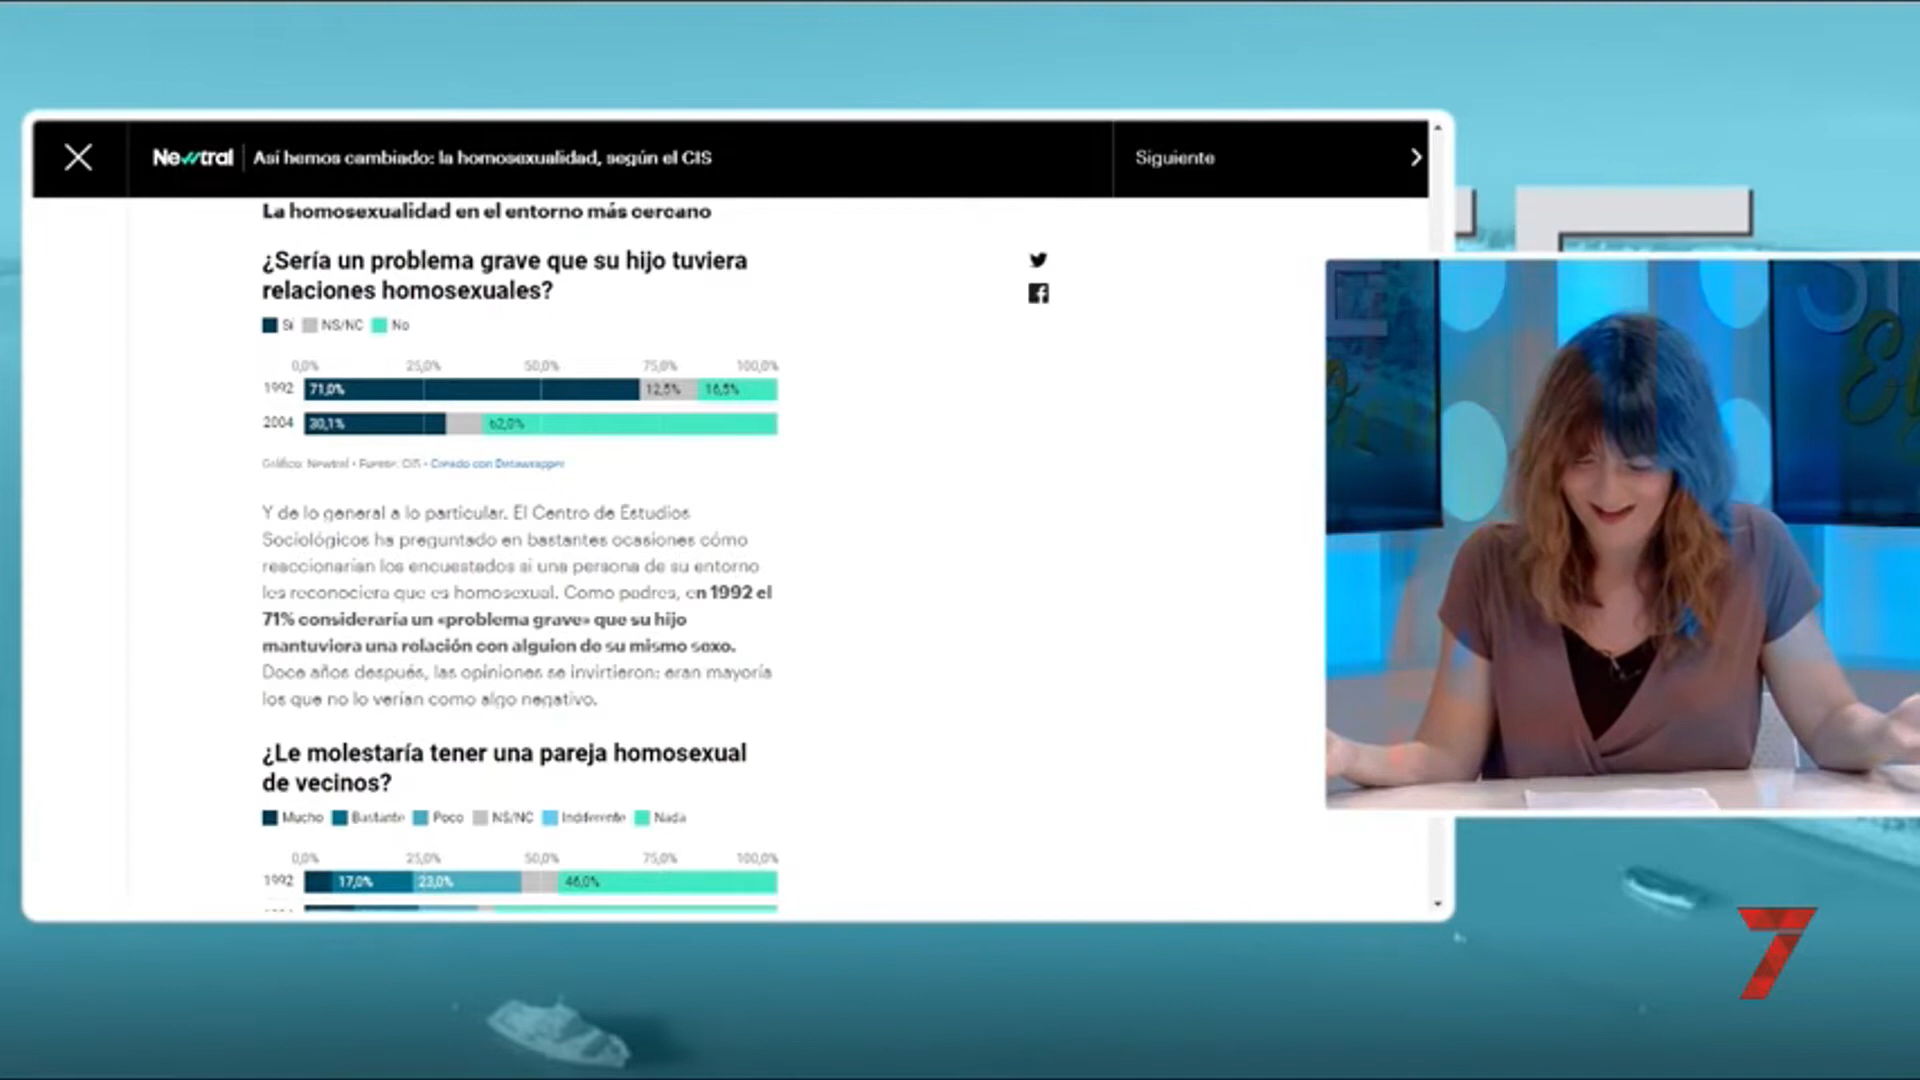 Newtral
Así hemos cambiado: la homosexualidad, según el CIS
Siguiente
La homosexualidad en el entorno más cercano
¿Sería un problema grave que su hijo tuviera
relaciones homosexuales?
Sí NS/NC No
0,0% 25,0% 50,0% 75,0% 100,0%
1992 71,0% 12,5% 16,5%
2004 30,1% 62,0%
Gráfico: Newtral • Fuente: CIS • Creado con Datawrapper
Y de lo general a lo particular. El Centro de Estudios
Sociológicos ha preguntado en bastantes ocasiones cómo
reaccionarían los encuestados si una persona de su entorno
les reconociera que es homosexual. Como padres, en 1992 el
71% consideraría un «problema grave» que su hijo
mantuviera una relación con alguien de su mismo sexo.
Doce años después, las opiniones se invirtieron: eran mayoría
los que no lo verían como algo negativo.
¿Le molestaría tener una pareja homosexual
de vecinos?
Mucho Bastante Poco NS/NC Indiferente Nada
0,0% 25,0% 50,0% 75,0% 100,0%
1992 17,0% 23,0% 46,0%
7